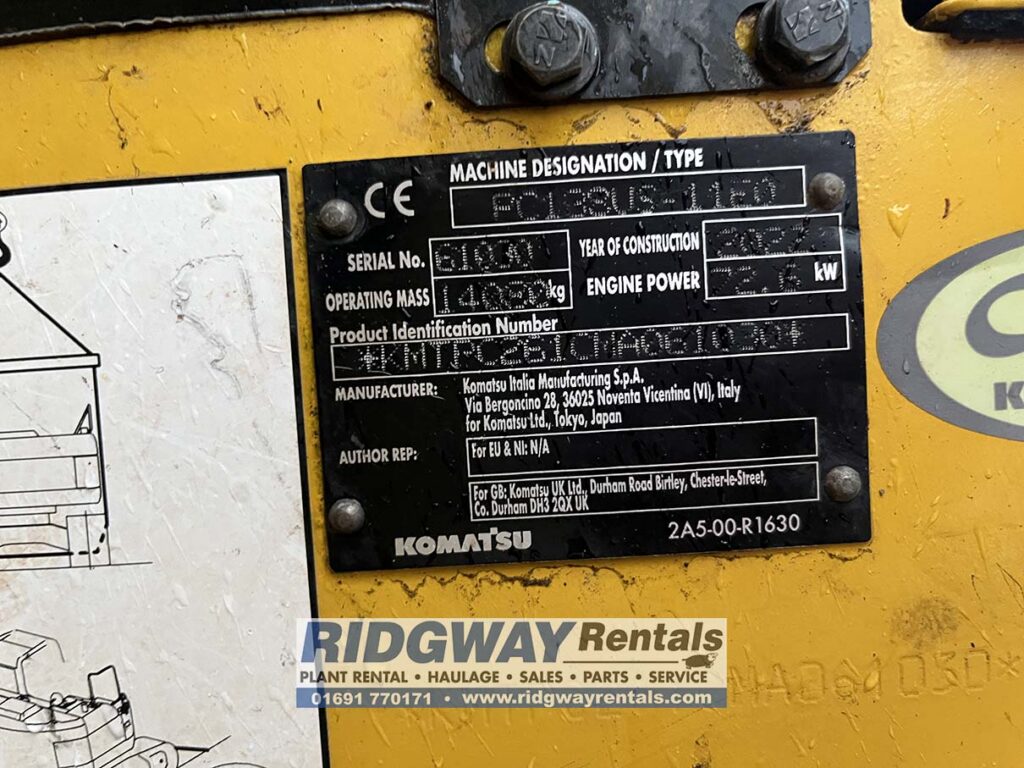 MACHINE DESIGNATION / TYPE
CE
PC138US-11E0
SERIAL No. 61030
YEAR OF CONSTRUCTION
OPERATING MASS 14080 kg
ENGINE POWER 72,6 kW
Product Identification Number
*KMTPC261CMA061030*
MANUFACTURER: Komatsu Italia Manufacturing S.p.A.
Via Bergoncino 28, 36025 Noventa Vicentina (VI), Italy
for Komatsu Ltd., Tokyo, Japan
AUTHOR REP: For EU & NI: N/A
For GB: Komatsu UK Ltd., Durham Road Birtley, Chester-le-Street,
Co. Durham DH3 2QX UK
KOMATSU
2A5-00-R1630
RIDGWAY Rentals
PLANT RENTAL • HAULAGE • SALES • PARTS • SERVICE
01691 770171 • www.ridgwayrentals.com
MA061030*